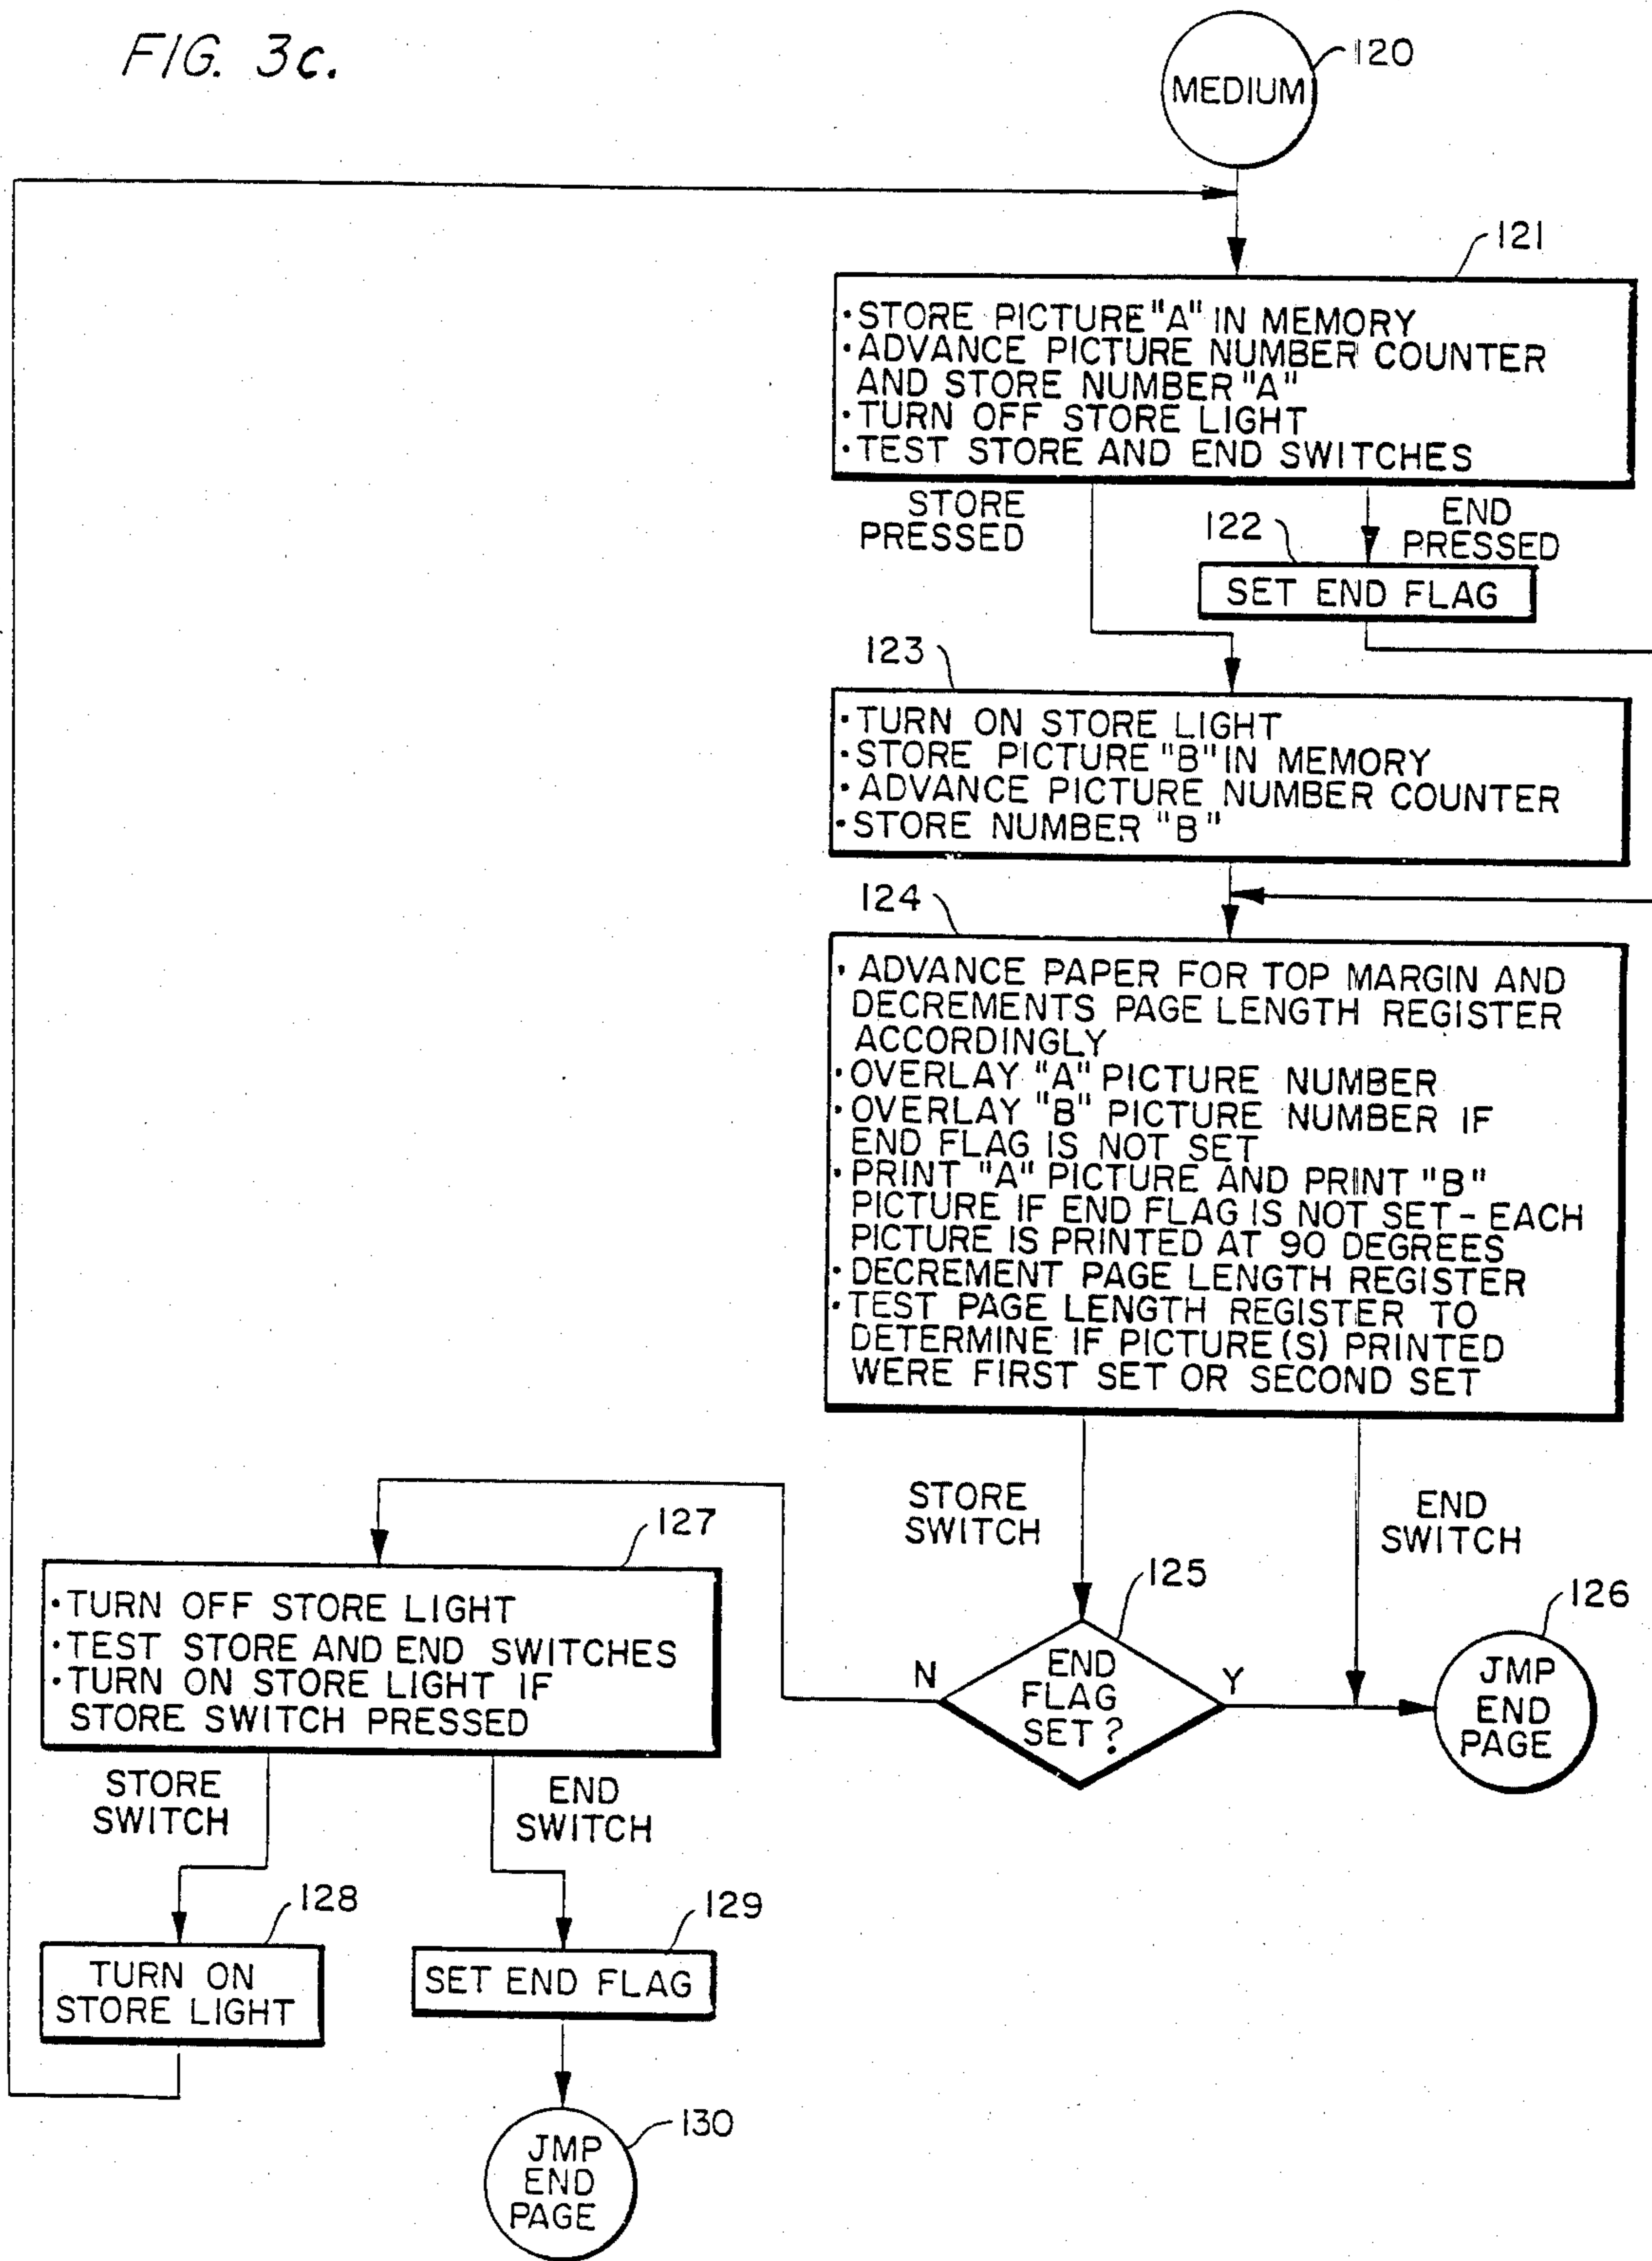 FIG. 3c.
120
MEDIUM
121
·STORE PICTURE "A" IN MEMORY
·ADVANCE PICTURE NUMBER COUNTER
AND STORE NUMBER "A"
·TURN OFF STORE LIGHT
·TEST STORE AND END SWITCHES
STORE
PRESSED
122
END
PRESSED
SET END FLAG
123
·TURN ON STORE LIGHT
·STORE PICTURE "B" IN MEMORY
·ADVANCE PICTURE NUMBER COUNTER
·STORE NUMBER "B"
124
·ADVANCE PAPER FOR TOP MARGIN AND
DECREMENTS PAGE LENGTH REGISTER
ACCORDINGLY
·OVERLAY "A" PICTURE NUMBER
·OVERLAY "B" PICTURE NUMBER IF
END FLAG IS NOT SET
·PRINT "A" PICTURE AND PRINT "B"
PICTURE IF END FLAG IS NOT SET - EACH
PICTURE IS PRINTED AT 90 DEGREES
·DECREMENT PAGE LENGTH REGISTER
·TEST PAGE LENGTH REGISTER TO
DETERMINE IF PICTURE(S) PRINTED
WERE FIRST SET OR SECOND SET
STORE
SWITCH
END
SWITCH
125
END
FLAG
SET?
N
Y
126
JMP
END
PAGE
127
·TURN OFF STORE LIGHT
·TEST STORE AND END SWITCHES
·TURN ON STORE LIGHT IF
STORE SWITCH PRESSED
STORE
SWITCH
END
SWITCH
128
TURN ON
STORE LIGHT
129
SET END FLAG
130
JMP
END
PAGE